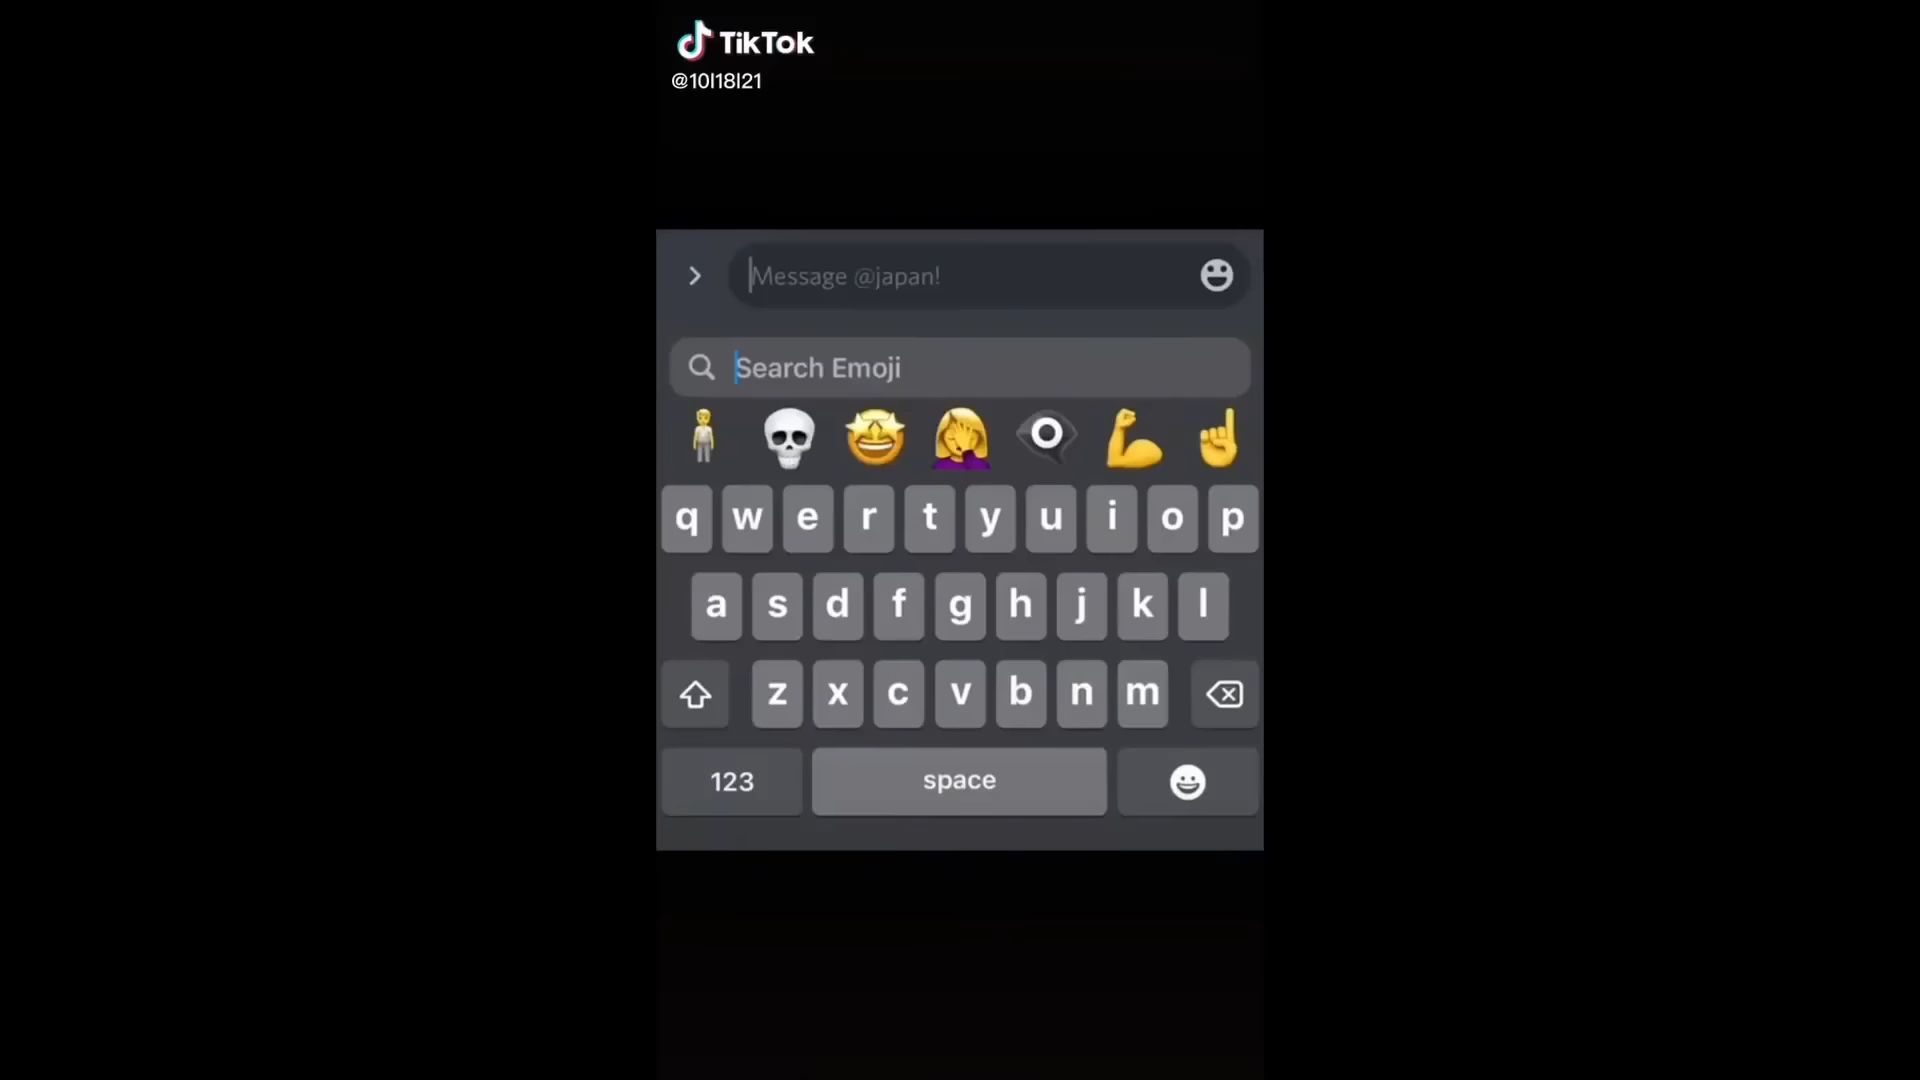 TikTok
@10l18l21
Message @japan!
Search Emoji
q w e r t y u i o p
a s d f g h j k l
z x c v b n m
123 space